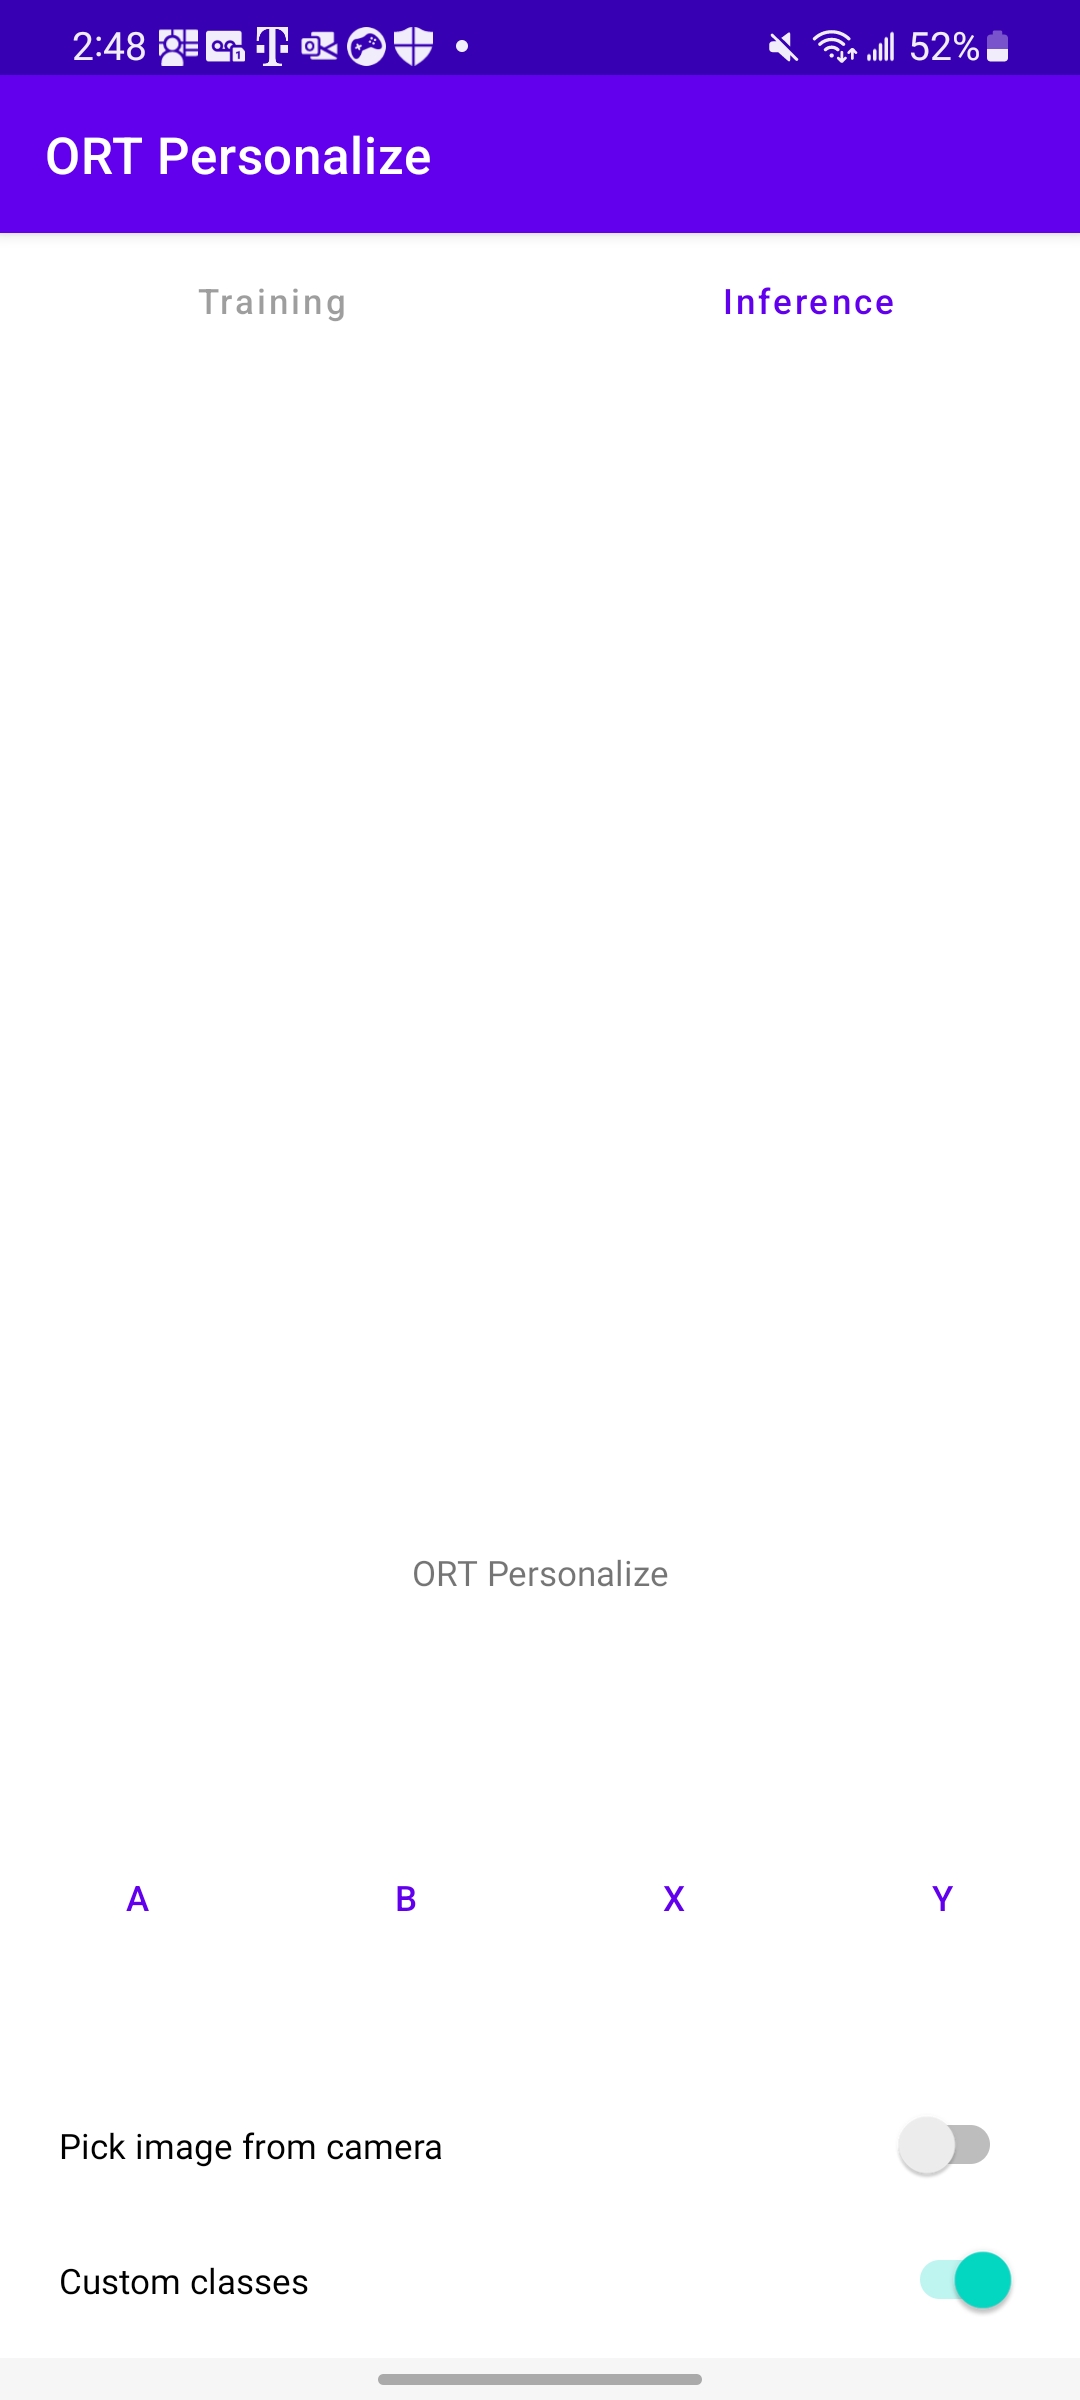 2:48 52%
ORT Personalize
Training Inference
ORT Personalize
A B X Y
Pick image from camera
Custom classes